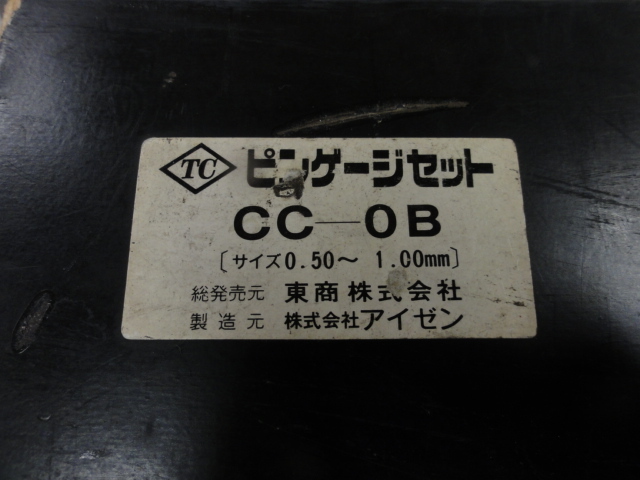 TC ピンゲージセット
CC—0B
〔サイズ0.50〜 1.00mm〕
総発売元 東商株式会社
製造元 株式会社アイゼン